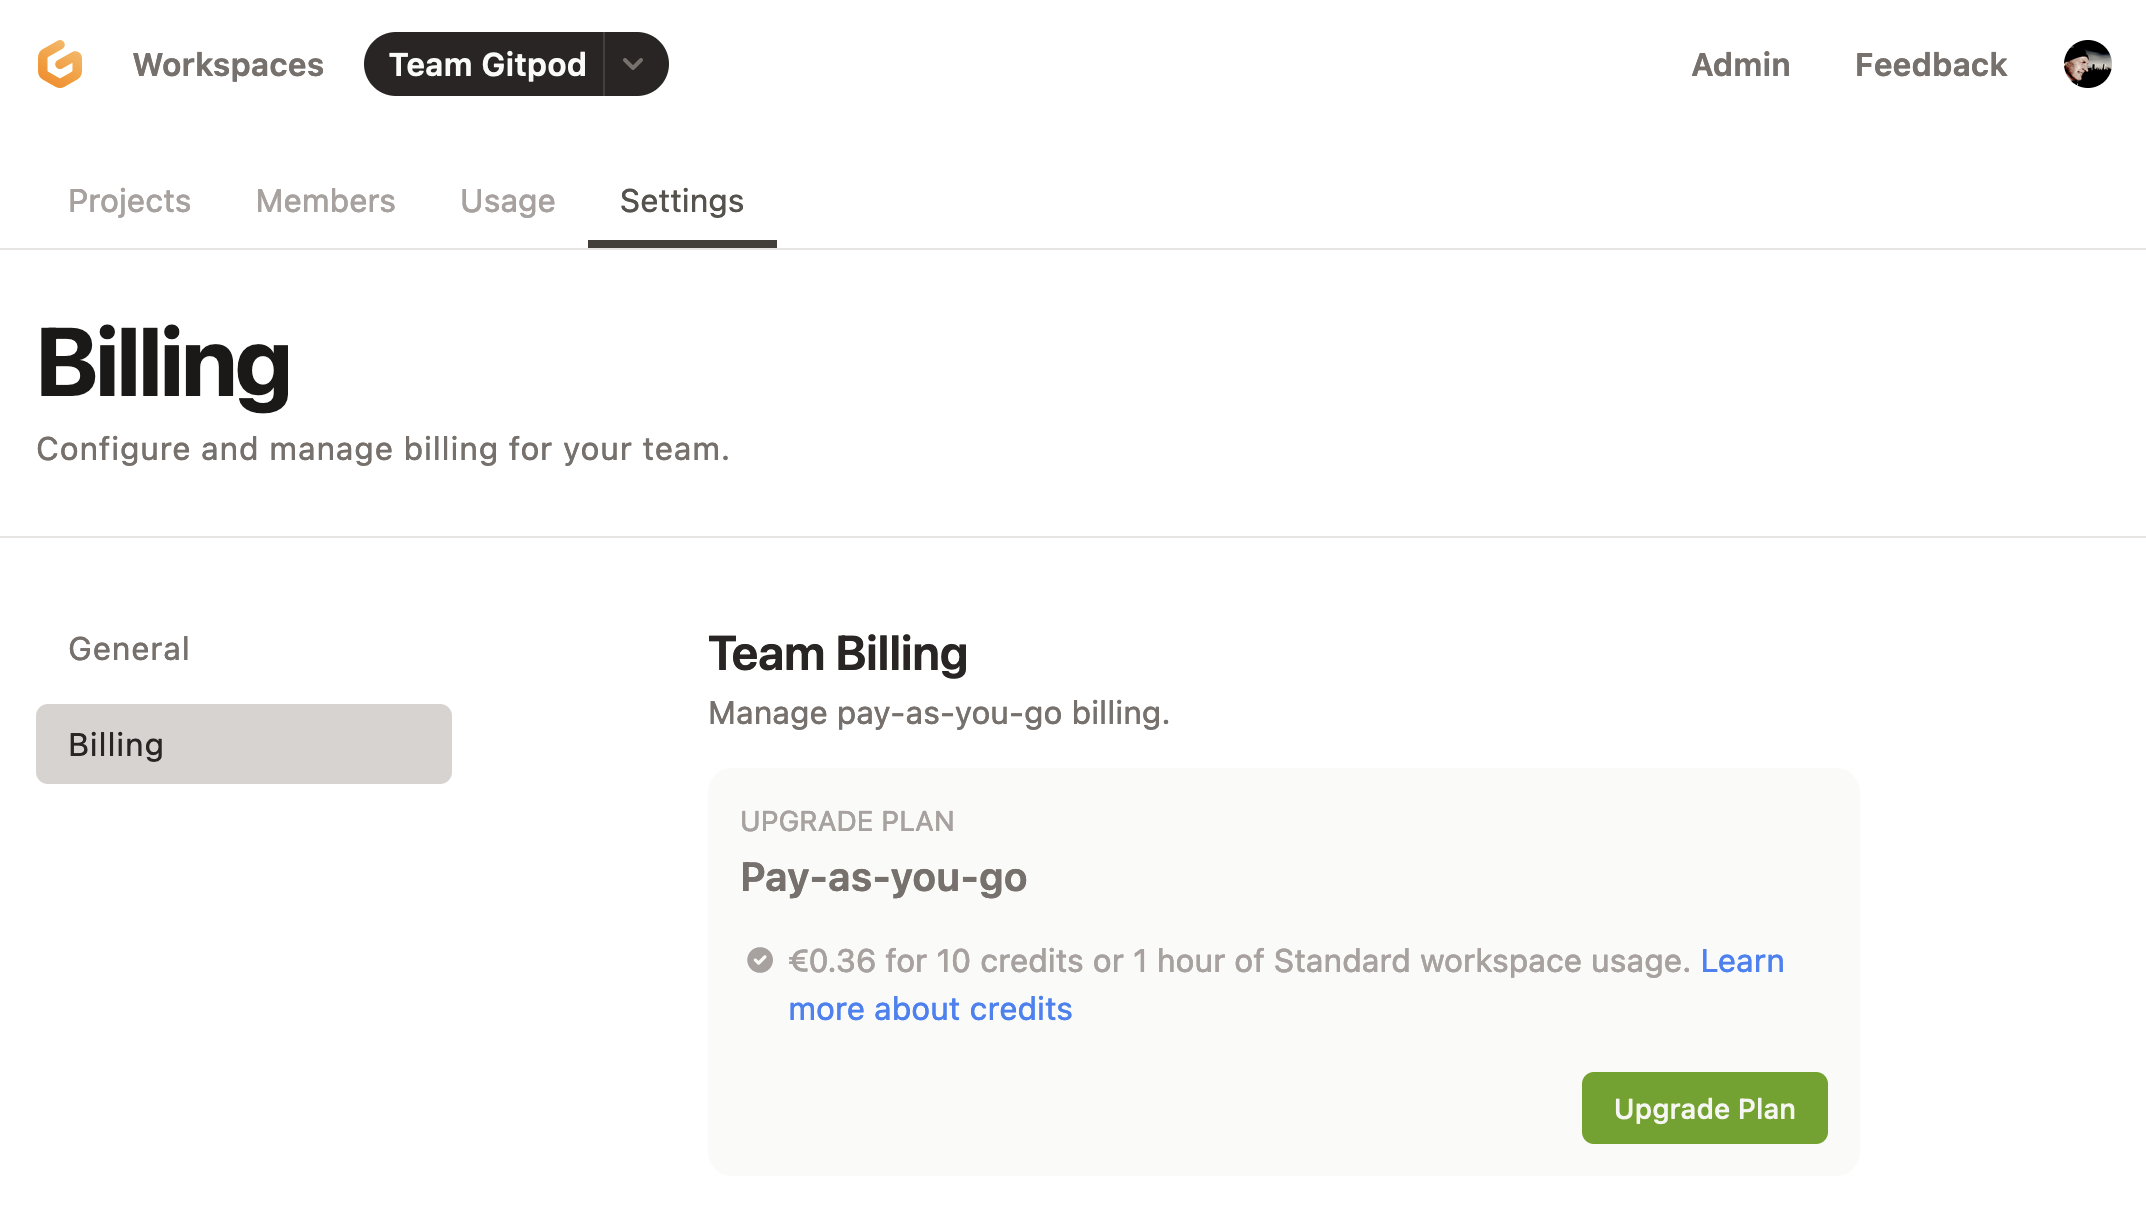 Workspaces
Team Gitpod
Admin
Feedback
Projects
Members
Usage
Settings
Billing
Configure and manage billing for your team.
General
Billing
Team Billing
Manage pay-as-you-go billing.
UPGRADE PLAN
Pay-as-you-go
€0.36 for 10 credits or 1 hour of Standard workspace usage. Learn
more about credits
Upgrade Plan